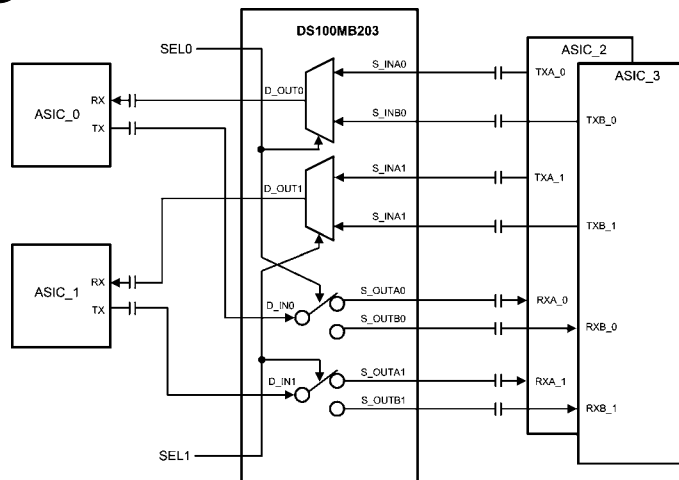 DS100MB203
SEL0
ASIC_2
ASIC_3
S_INA0
TXA_0
D_OUT0
RX
ASIC_0
TX
S_INB0
TXB_0
S_INA1
TXA_1
D_OUT1
S_INA1
TXB_1
RX
ASIC_1
TX
D_IN0
S_OUTA0
RXA_0
S_OUTB0
RXB_0
D_IN1
S_OUTA1
RXA_1
S_OUTB1
RXB_1
SEL1